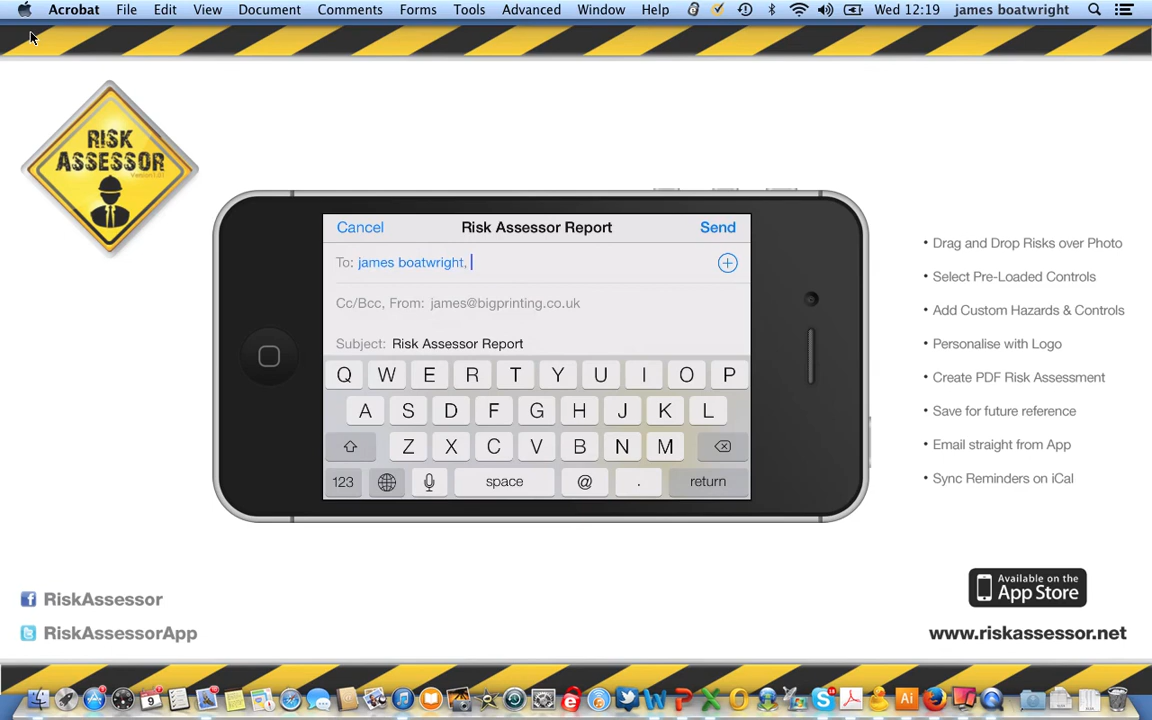 Acrobat File Edit View Document Comments Forms Tools Advanced Window Help Wed 12:19 james boatwright
RISK
ASSESSOR
Cancel Risk Assessor Report Send
To: james boatwright,
Cc/Bcc, From: james@bigprinting.co.uk
Subject: Risk Assessor Report
Q W E R T Y U I O P
A S D F G H J K L
Z X C V B N M
123 space @ . return
• Drag and Drop Risks over Photo
• Select Pre-Loaded Controls
• Add Custom Hazards & Controls
• Personalise with Logo
• Create PDF Risk Assessment
• Save for future reference
• Email straight from App
• Sync Reminders on iCal
RiskAssessor
RiskAssessorApp
Available on the
App Store
www.riskassessor.net